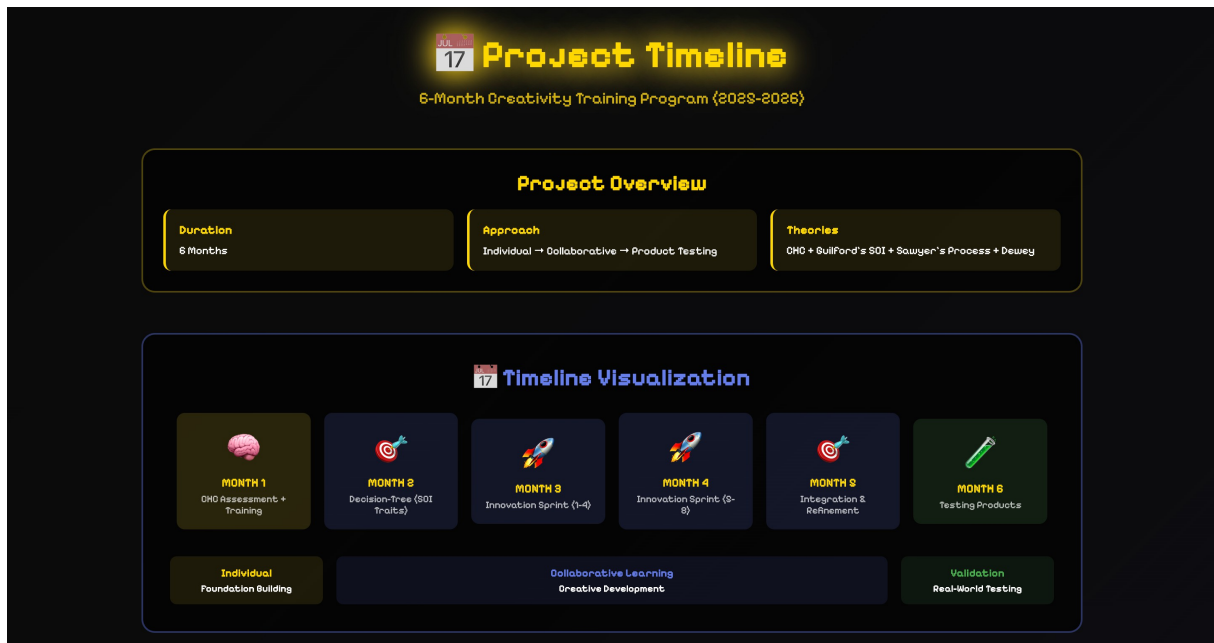 JUL
17
Project Timeline
6-Month Creativity Training Program (2025-2026)
Project Overview
Duration
6 Months
Approach
Individual → Collaborative → Product Testing
Theories
CHC + Guilford's SOI + Sawyer's Process + Dewey
17
Timeline Visualization
MONTH 1
CHC Assessment +
Training
MONTH 2
Decision-Tree (SOI
Traits)
MONTH 3
Innovation Sprint (1-4)
MONTH 4
Innovation Sprint (5-
8)
MONTH 5
Integration &
Refinement
MONTH 6
Testing Products
Individual
Foundation Building
Collaborative Learning
Creative Development
Validation
Real-World Testing